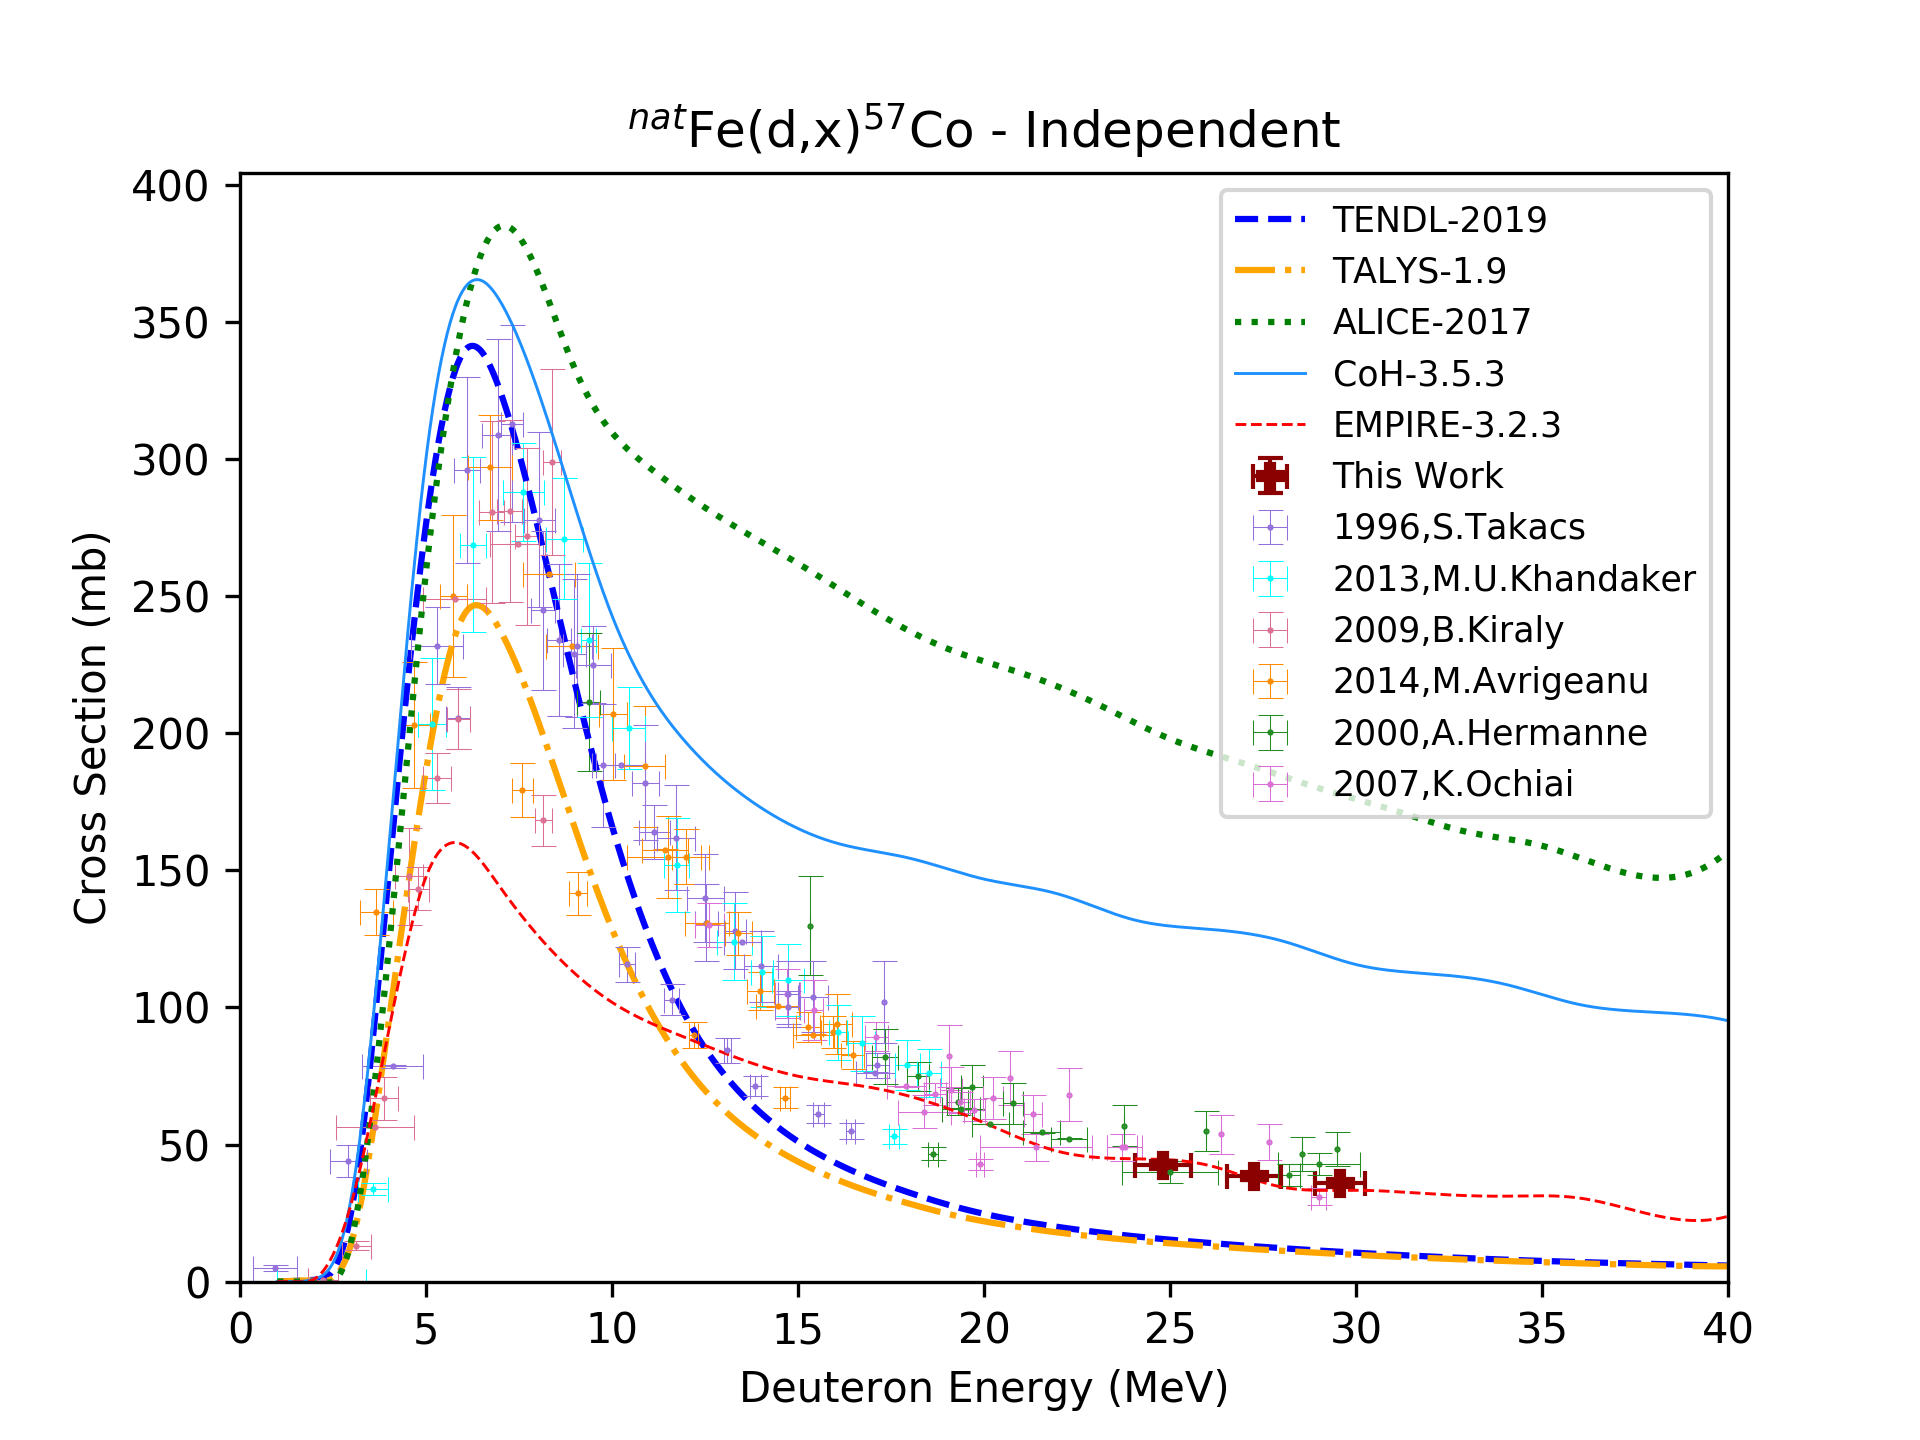 natFe(d,x)57Co - Independent
400
350
300
250
200
150
100
50
0
Cross Section (mb)
TENDL-2019
TALYS-1.9
ALICE-2017
CoH-3.5.3
EMPIRE-3.2.3
This Work
1996,S.Takacs
2013,M.U.Khandaker
2009,B.Kiraly
2014,M.Avrigeanu
2000,A.Hermanne
2007,K.Ochiai
0 5 10 15 20 25 30 35 40
Deuteron Energy (MeV)